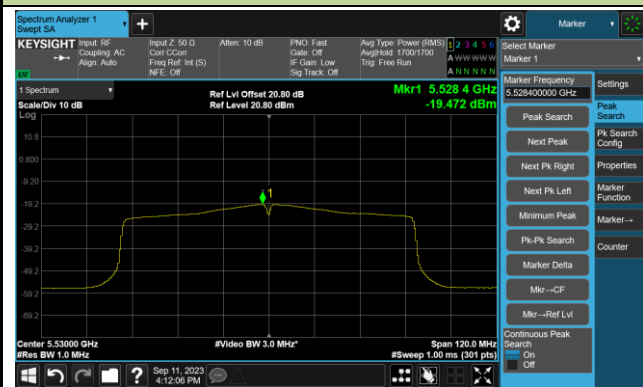 Spectrum Analyzer 1
Swept SA
Marker
KEYSIGHT
Input: RF
Coupling: AC
Align: Auto
Input Z: 50 Ω
Corr CCorr
Freq Ref: Int (S)
NFE: Off
Atten: 10 dB
PNO: Fast
Gate: Off
IF Gain: Low
Sig Track: Off
Avg Type: Power (RMS)
Avg|Hold: 1700/1700
Trig: Free Run
1 2 3 4 5 6
A W W W W W
A N N N N N
Select Marker
Marker 1
1 Spectrum
Scale/Div 10 dB
Log
Ref Lvl Offset 20.80 dB
Ref Level 20.80 dBm
Mkr1 5.528 4 GHz
-19.472 dBm
10.8
0.800
-9.20
-19.2
-29.2
-39.2
-49.2
-59.2
-69.2
1
Center 5.53000 GHz
#Res BW 1.0 MHz
#Video BW 3.0 MHz*
Span 120.0 MHz
#Sweep 1.00 ms (301 pts)
Marker Frequency
5.528400000 GHz
Peak Search
Next Peak
Next Pk Right
Next Pk Left
Minimum Peak
Pk-Pk Search
Marker Delta
Mkr→CF
Mkr→Ref Lvl
Continuous Peak
Search
On
Off
Settings
Peak
Search
Pk Search
Config
Properties
Marker
Function
Marker→
Counter
Sep 11, 2023
4:12:06 PM